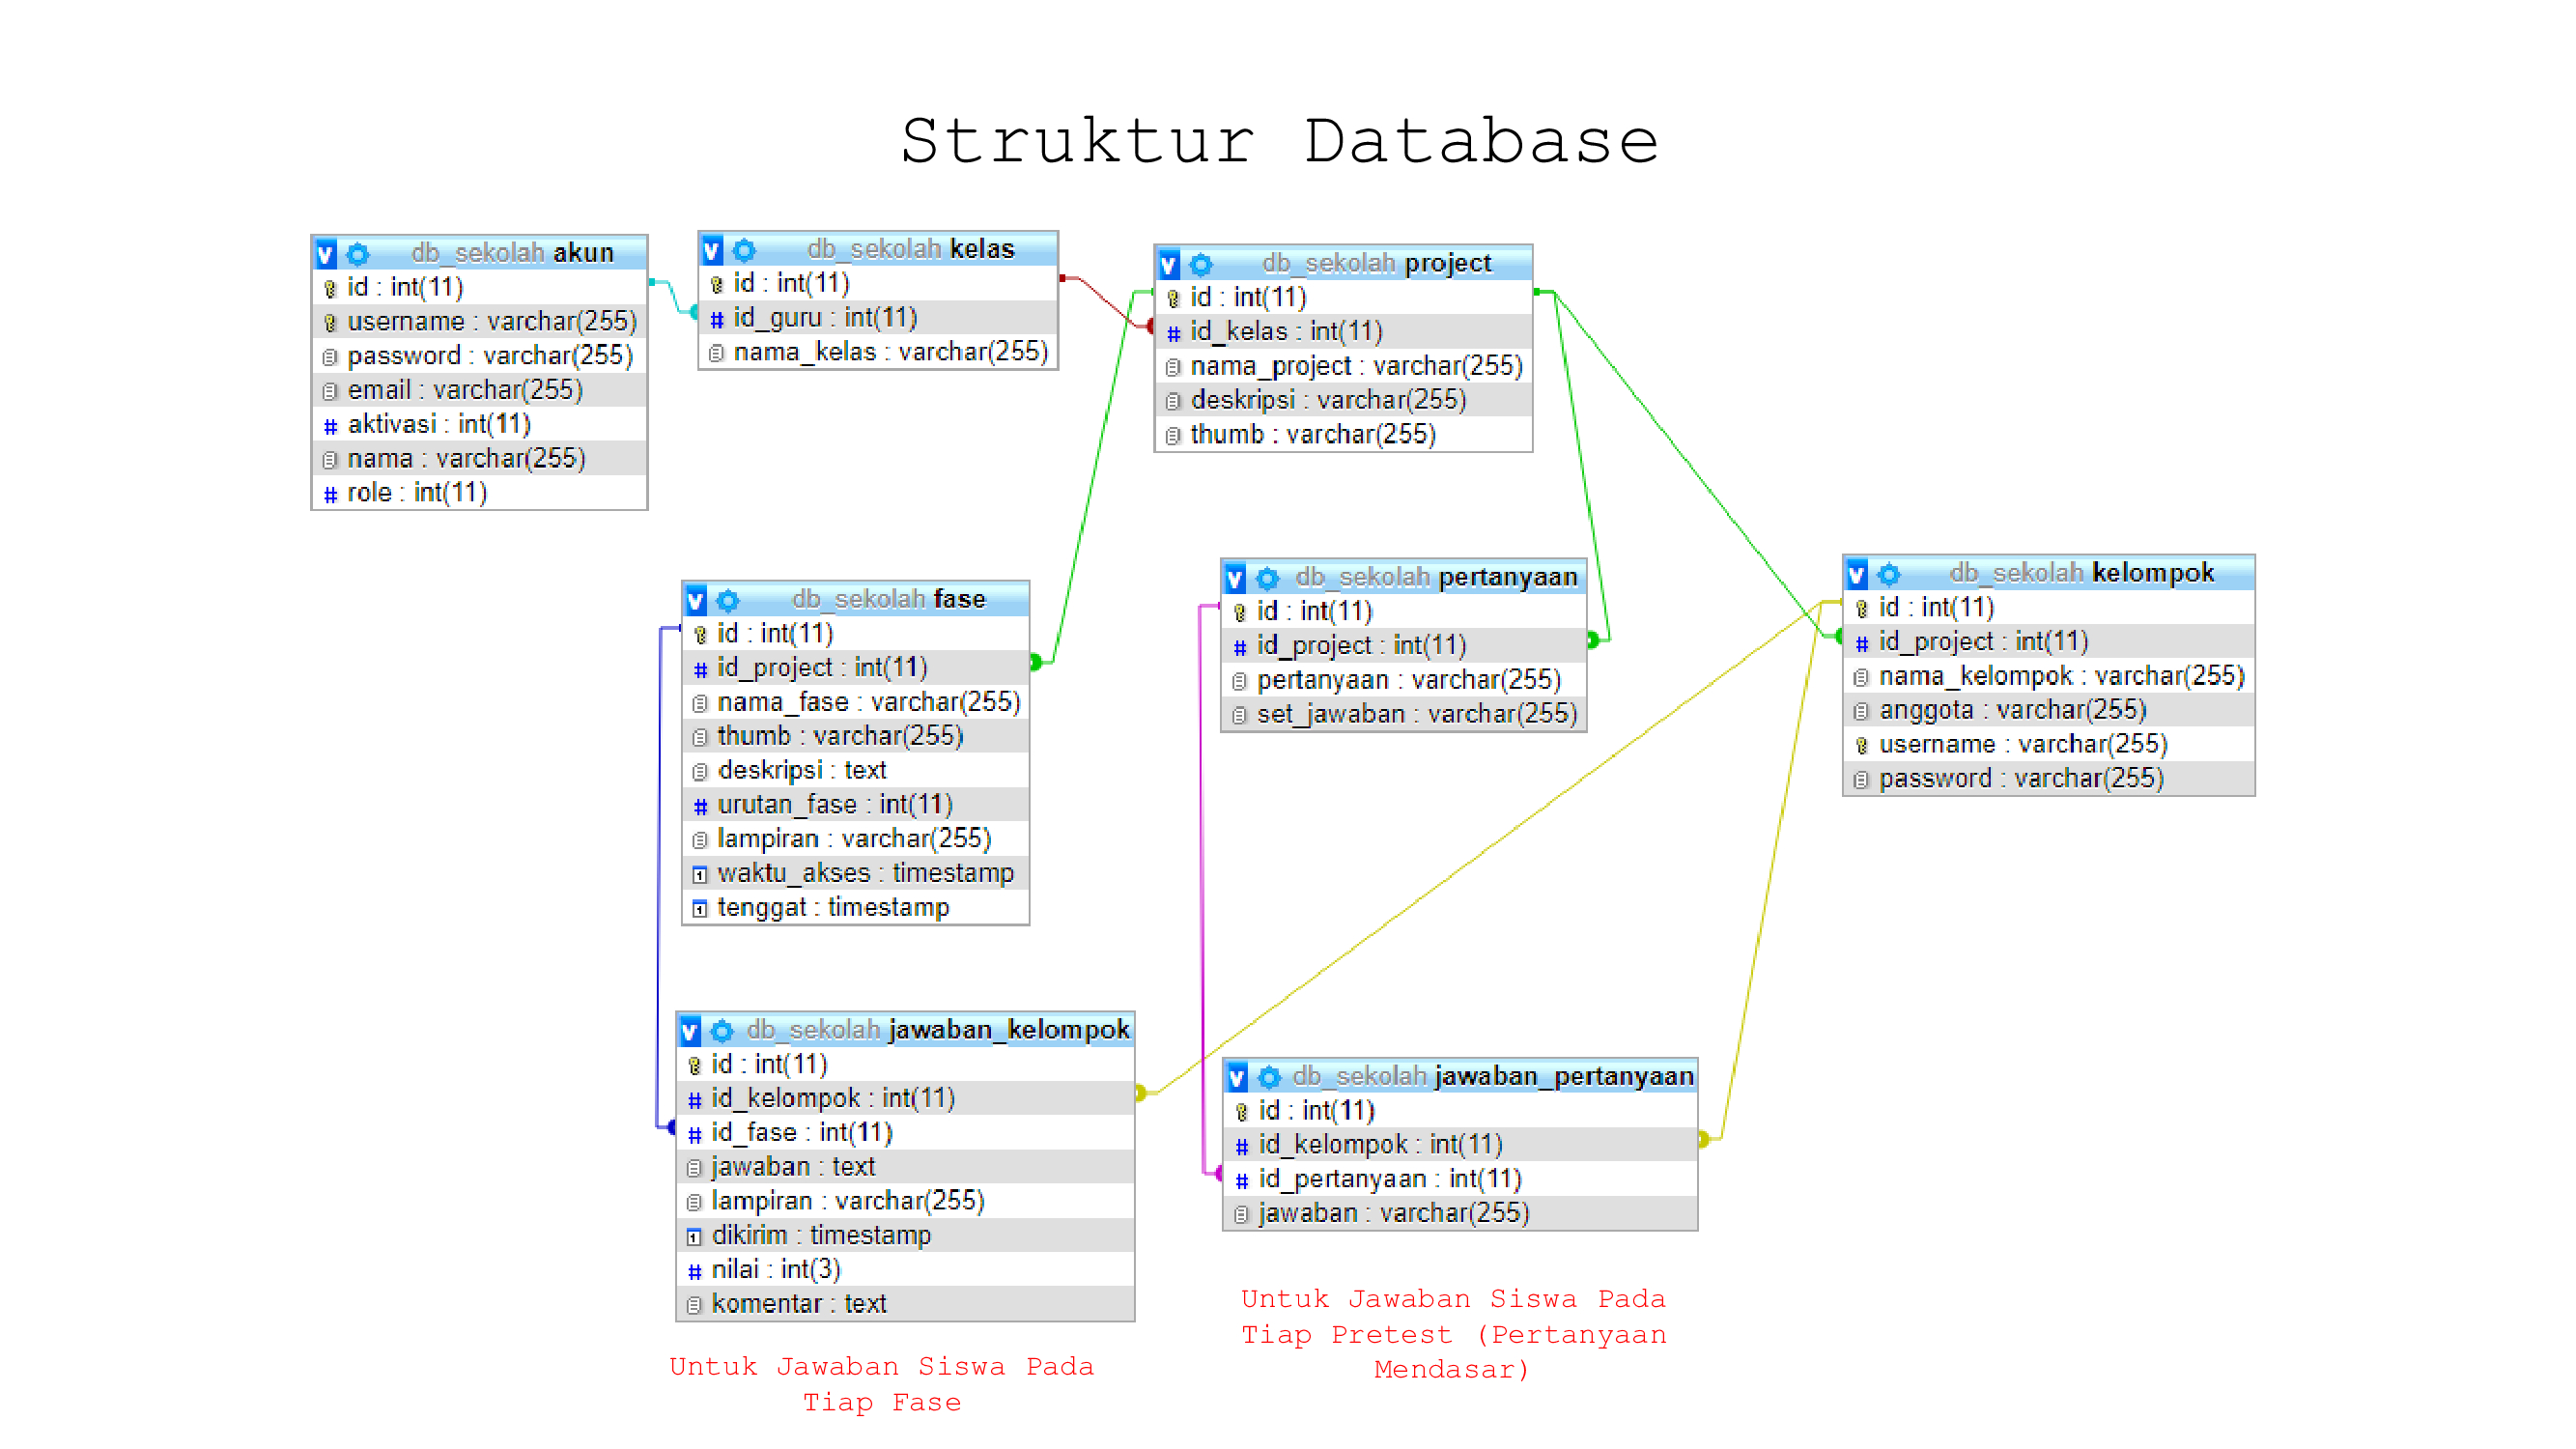 Struktur Database
db_sekolah akun
id : int(11)
username : varchar(255)
password : varchar(255)
email : varchar(255)
aktivasi : int(11)
nama : varchar(255)
role : int(11)
db_sekolah kelas
id : int(11)
id_guru : int(11)
nama_kelas : varchar(255)
db_sekolah project
id : int(11)
id_kelas : int(11)
nama_project : varchar(255)
deskripsi : varchar(255)
thumb : varchar(255)
db_sekolah fase
id : int(11)
id_project : int(11)
nama_fase : varchar(255)
thumb : varchar(255)
deskripsi : text
urutan_fase : int(11)
lampiran : varchar(255)
waktu_akses : timestamp
tenggat : timestamp
db_sekolah pertanyaan
id : int(11)
id_project : int(11)
pertanyaan : varchar(255)
set_jawaban : varchar(255)
db_sekolah kelompok
id : int(11)
id_project : int(11)
nama_kelompok : varchar(255)
anggota : varchar(255)
username : varchar(255)
password : varchar(255)
db_sekolah jawaban_kelompok
id : int(11)
id_kelompok : int(11)
id_fase : int(11)
jawaban : text
lampiran : varchar(255)
dikirim : timestamp
nilai : int(3)
komentar : text
Untuk Jawaban Siswa Pada
Tiap Fase
db_sekolah jawaban_pertanyaan
id : int(11)
id_kelompok : int(11)
id_pertanyaan : int(11)
jawaban : varchar(255)
Untuk Jawaban Siswa Pada
Tiap Pretest (Pertanyaan
Mendasar)